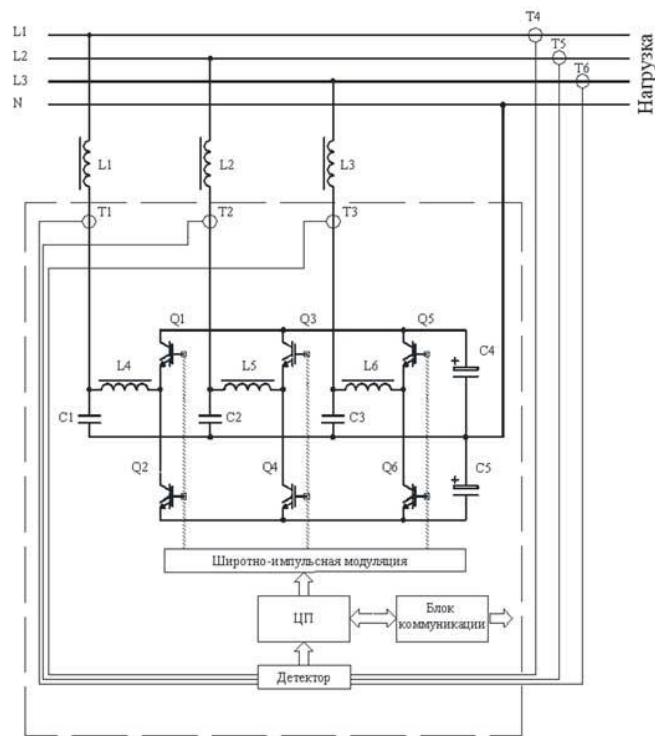 T4
L1
T5
L2
T6
L3
N
Нагрузка
L1
L2
L3
T1
T2
T3
Q1
Q3
Q5
L4
L5
L6
C4
+
C1
C2
C3
Q2
Q4
Q6
C5
+
Широтно-импульсная модуляция
ЦП
Блок
коммуникации
Детектор